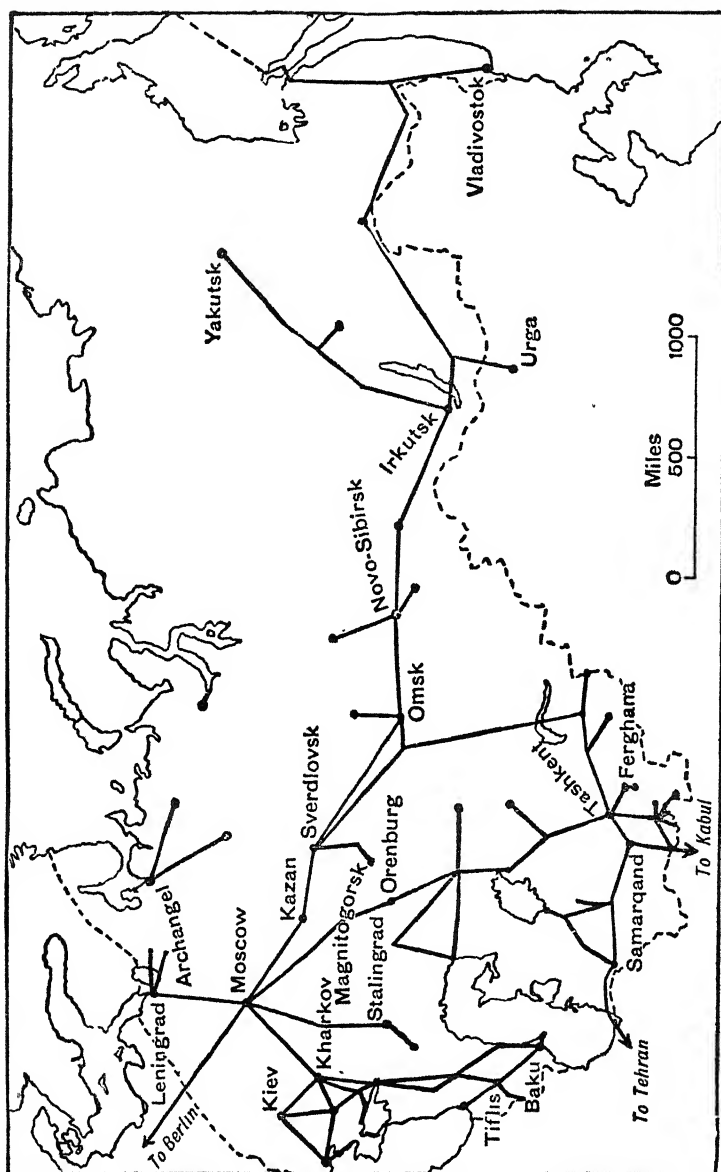 Leningrad
Archangel
To Berlin
Moscow
Kazan
Sverdlovsk
Omsk
Novo-Sibirsk
Irkutsk
Yakutsk
Urga
Vladivostok
Kiev
Kharkov
Stalingrad
Magnitogorsk
Orenburg
Tiflis
Baku
To Tehran
Samarqand
Tashkent
Ferghana
To Kabul
Miles
0 500 1000